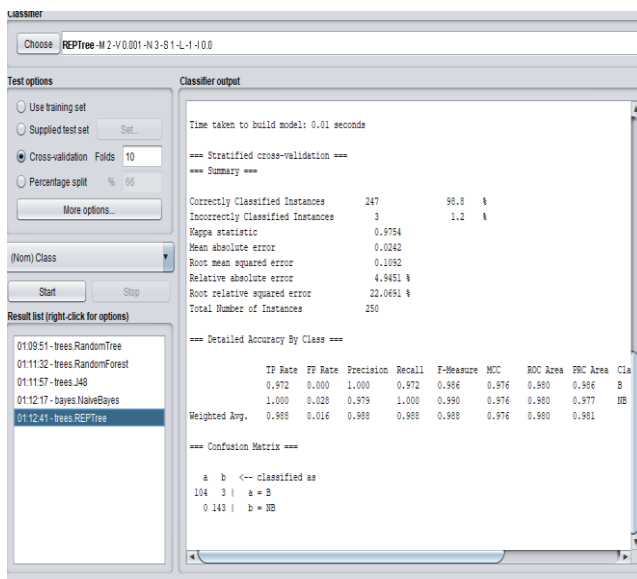 Classifier
Choose REPTree -M 2 -V 0.001 -N 3 -S 1 -L -1 -I 0.0
Test options
Use training set
Supplied test set Set...
Cross-validation Folds 10
Percentage split % 66
More options...
(Nom) Class
Start Stop
Result list (right-click for options)
01:09:51 - trees.RandomTree
01:11:32 - trees.RandomForest
01:11:57 - trees.J48
01:12:17 - bayes.NaiveBayes
01:12:41 - trees.REPTree
Classifier output
Time taken to build model: 0.01 seconds
=== Stratified cross-validation ===
=== Summary ===
Correctly Classified Instances 247 98.8 %
Incorrectly Classified Instances 3 1.2 %
Kappa statistic 0.9754
Mean absolute error 0.0242
Root mean squared error 0.1092
Relative absolute error 4.9451 %
Root relative squared error 22.0691 %
Total Number of Instances 250
=== Detailed Accuracy By Class ===
TP Rate FP Rate Precision Recall F-Measure MCC ROC Area PRC Area Cla
0.972 0.000 1.000 0.972 0.986 0.976 0.980 0.986 B
1.000 0.028 0.979 1.000 0.990 0.976 0.980 0.977 NB
Weighted Avg. 0.988 0.016 0.988 0.988 0.988 0.976 0.980 0.981
=== Confusion Matrix ===
a b <-- classified as
104 3 | a = B
0 143 | b = NB